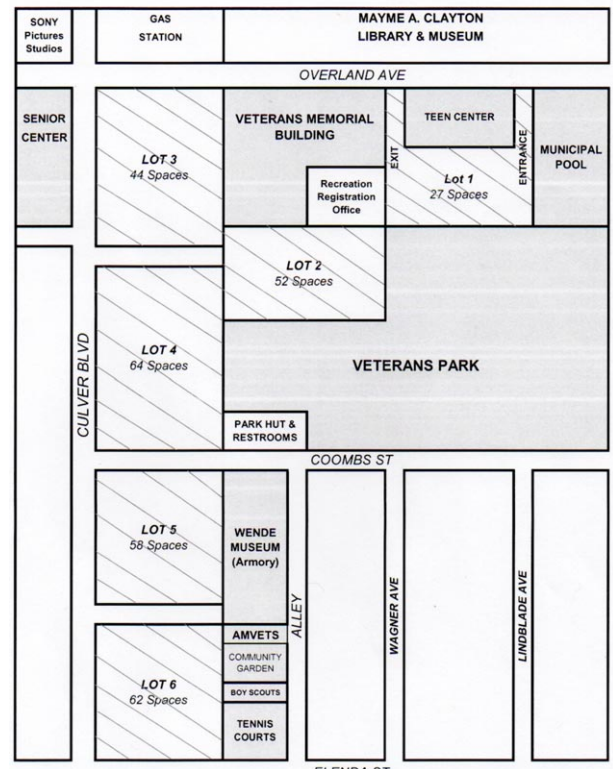 SONY
Pictures
Studios
GAS
STATION
MAYME A. CLAYTON
LIBRARY & MUSEUM
OVERLAND AVE
SENIOR
CENTER
LOT 3
44 Spaces
VETERANS MEMORIAL
BUILDING
Recreation
Registration
Office
EXIT
TEEN CENTER
Lot 1
27 Spaces
ENTRANCE
MUNICIPAL
POOL
LOT 2
52 Spaces
CULVER BLVD
LOT 4
64 Spaces
VETERANS PARK
PARK HUT &
RESTROOMS
COOMBS ST
LOT 5
58 Spaces
WENDE
MUSEUM
(Armory)
ALLEY
WAGNER AVE
LINDBLADE AVE
LOT 6
62 Spaces
AMVETS
COMMUNITY
GARDEN
BOY SCOUTS
TENNIS
COURTS
ELENDA ST